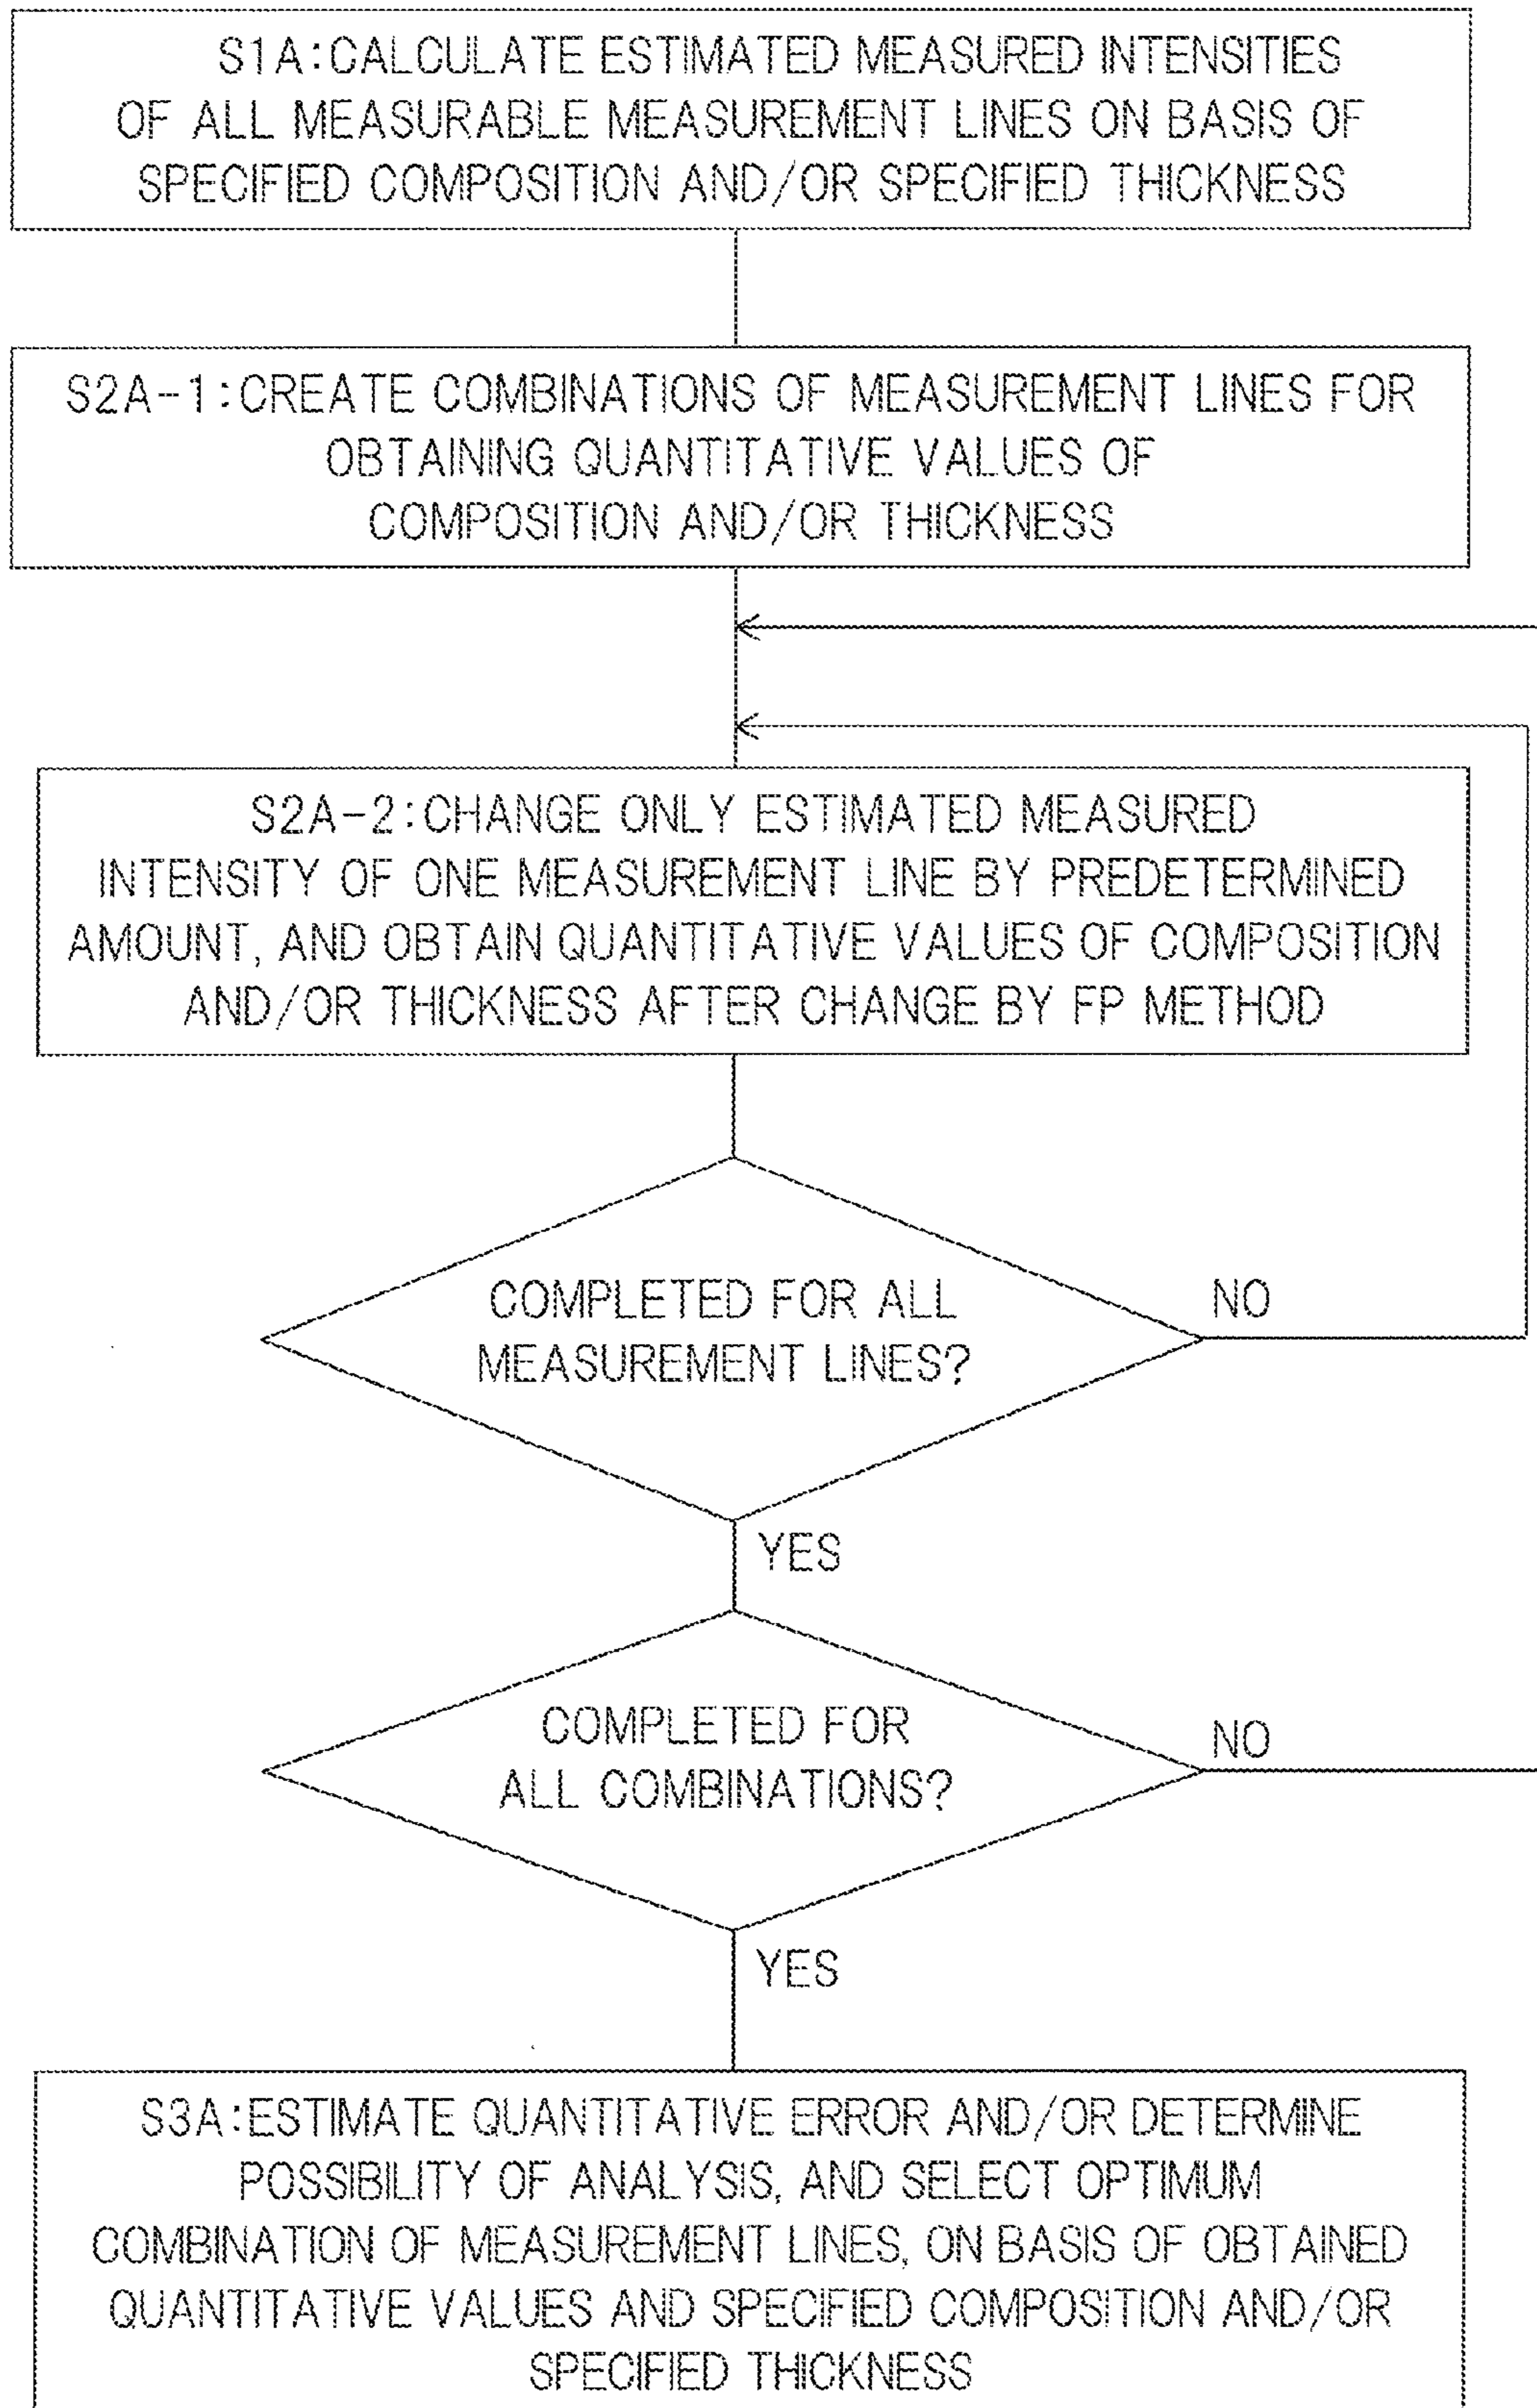 S1A:CALCULATE ESTIMATED MEASURED INTENSITIES
OF ALL MEASURABLE MEASUREMENT LINES ON BASIS OF
SPECIFIED COMPOSITION AND/OR SPECIFIED THICKNESS
S2A-1:CREATE COMBINATIONS OF MEASUREMENT LINES FOR
OBTAINING QUANTITATIVE VALUES OF
COMPOSITION AND/OR THICKNESS
S2A-2:CHANGE ONLY ESTIMATED MEASURED
INTENSITY OF ONE MEASUREMENT LINE BY PREDETERMINED
AMOUNT, AND OBTAIN QUANTITATIVE VALUES OF COMPOSITION
AND/OR THICKNESS AFTER CHANGE BY FP METHOD
COMPLETED FOR ALL
MEASUREMENT LINES?
NO
YES
COMPLETED FOR
ALL COMBINATIONS?
NO
YES
S3A:ESTIMATE QUANTITATIVE ERROR AND/OR DETERMINE
POSSIBILITY OF ANALYSIS, AND SELECT OPTIMUM
COMBINATION OF MEASUREMENT LINES, ON BASIS OF OBTAINED
QUANTITATIVE VALUES AND SPECIFIED COMPOSITION AND/OR
SPECIFIED THICKNESS